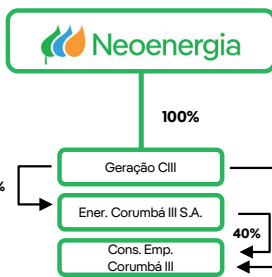 Neoenergia
100%
Geração CIII
%
Ener. Corumbá III S.A.
40%
Cons. Emp.
Corumbá III